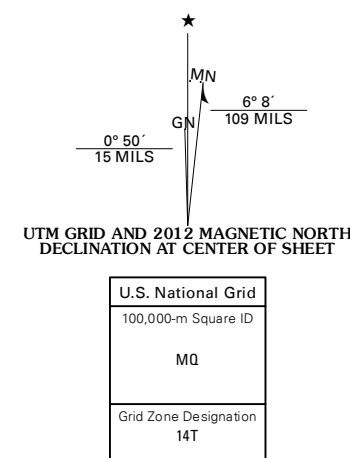 ★
MN
GN
6° 8´
109 MILS
0° 50´
15 MILS
UTM GRID AND 2012 MAGNETIC NORTH
DECLINATION AT CENTER OF SHEET
U.S. National Grid
100,000-m Square ID
MQ
Grid Zone Designation
14T